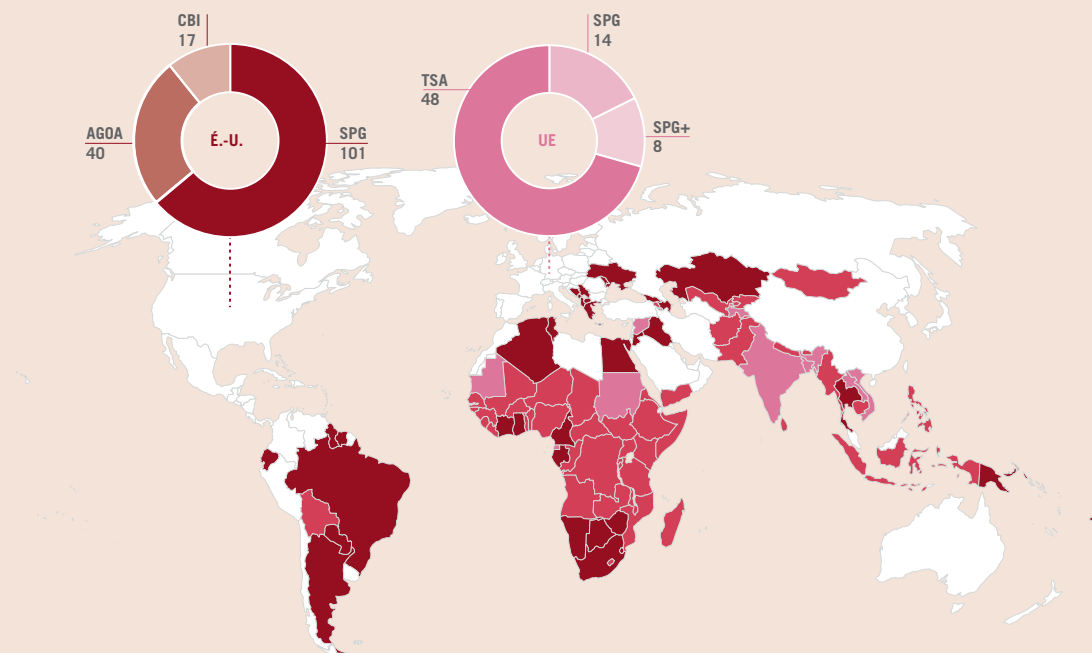 CBI
17
AGOA
40
É.-U.
SPG
101
SPG
14
TSA
48
UE
SPG+
8